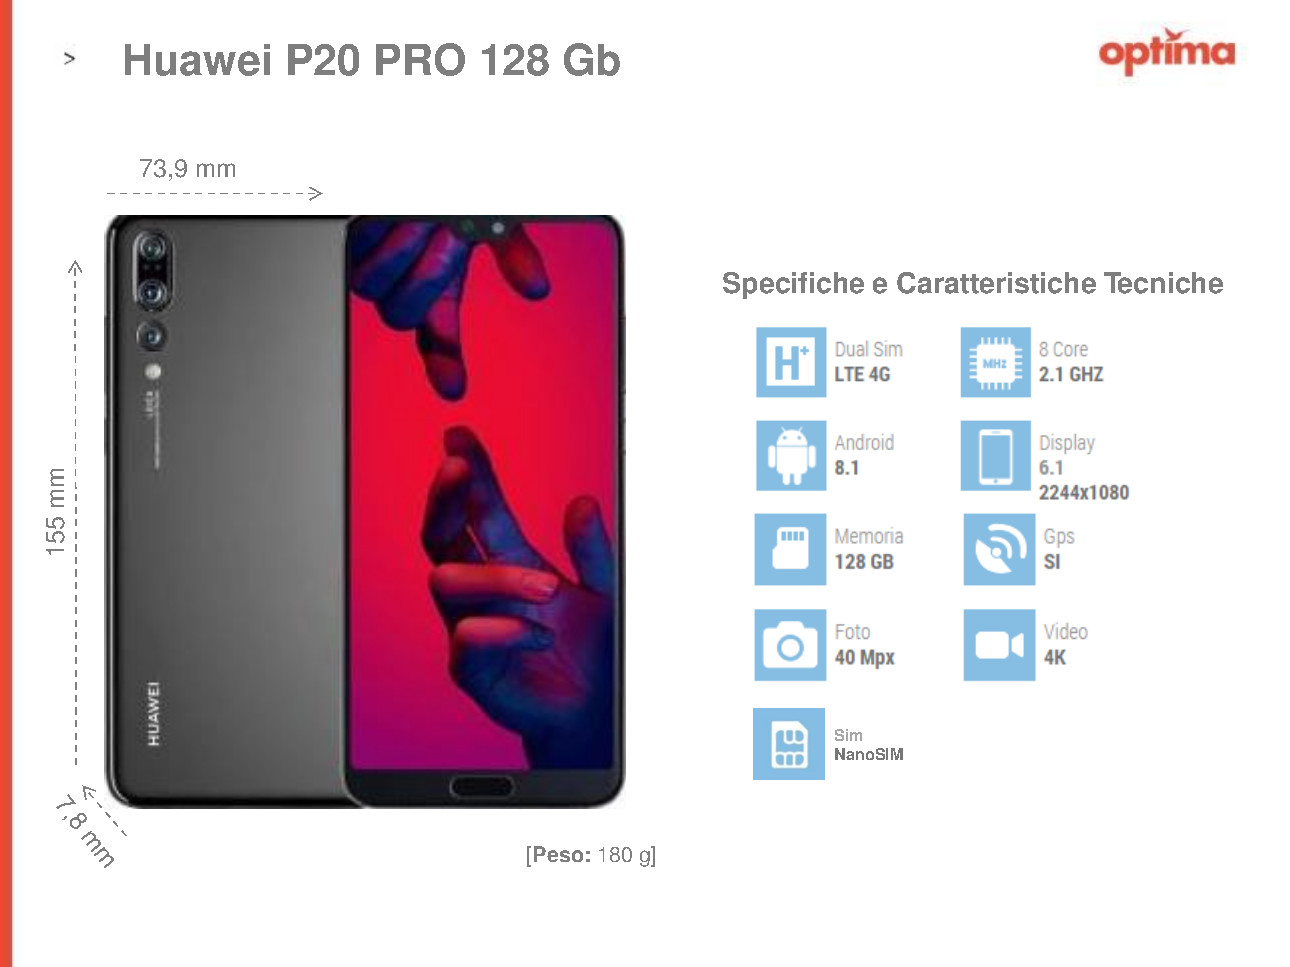 > Huawei P20 PRO 128 Gb
optima
73,9 mm
155 mm
7,8 mm
LEICA
HUAWEI
[Peso: 180 g]
Specifiche e Caratteristiche Tecniche
H+
Dual Sim
LTE 4G
MHz
8 Core
2.1 GHZ
Android
8.1
Display
6.1
2244x1080
Memoria
128 GB
Gps
SI
Foto
40 Mpx
Video
4K
Sim
NanoSIM